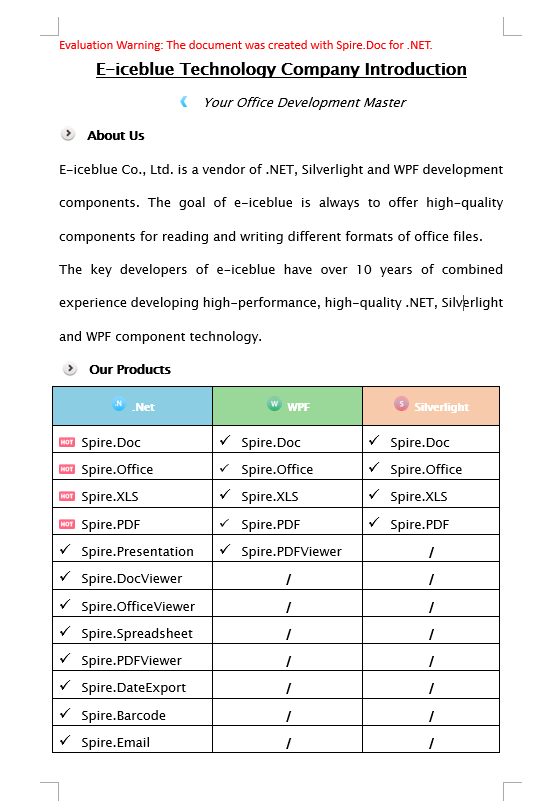 Evaluation Warning: The document was created with Spire.Doc for .NET.
E-iceblue Technology Company Introduction
Your Office Development Master
About Us
E-iceblue Co., Ltd. is a vendor of .NET, Silverlight and WPF development
components. The goal of e-iceblue is always to offer high-quality
components for reading and writing different formats of office files.
The key developers of e-iceblue have over 10 years of combined
experience developing high-performance, high-quality .NET, Silverlight
and WPF component technology.
Our Products
N .Net W WPF S Silverlight
HOT Spire.Doc ✓ Spire.Doc ✓ Spire.Doc
HOT Spire.Office ✓ Spire.Office ✓ Spire.Office
HOT Spire.XLS ✓ Spire.XLS ✓ Spire.XLS
HOT Spire.PDF ✓ Spire.PDF ✓ Spire.PDF
✓ Spire.Presentation ✓ Spire.PDFViewer /
✓ Spire.DocViewer / /
✓ Spire.OfficeViewer / /
✓ Spire.Spreadsheet / /
✓ Spire.PDFViewer / /
✓ Spire.DateExport / /
✓ Spire.Barcode / /
✓ Spire.Email / /